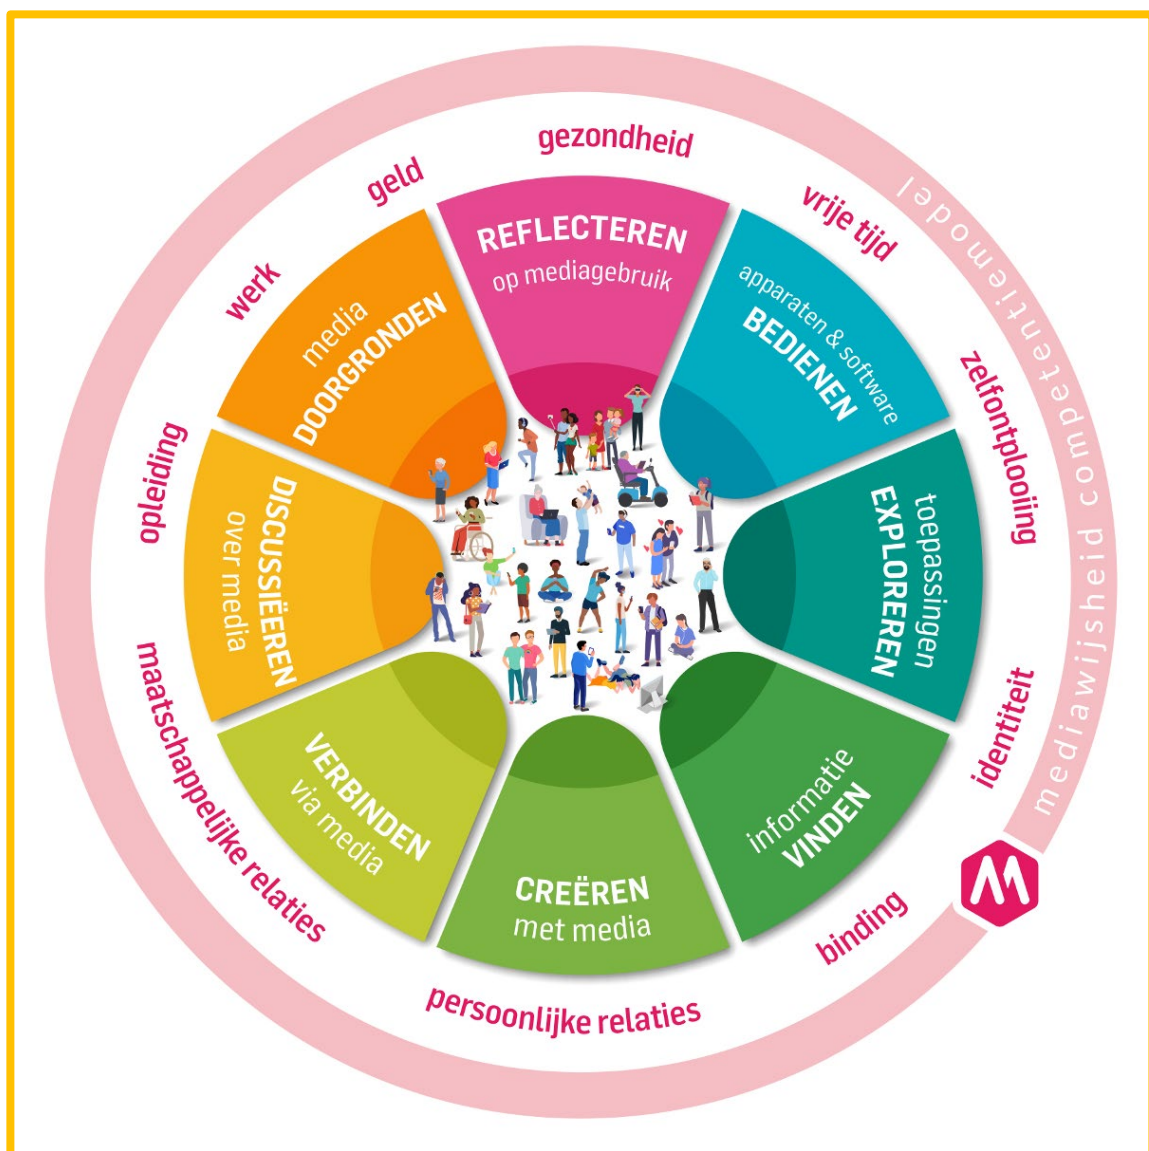 gezondheid
vrije tijd
zelfontplooiing
identiteit
binding
persoonlijke relaties
maatschappelijke relaties
opleiding
werk
geld
mediawijsheid competentiemodel
REFLECTEREN
op mediagebruik
apparaten & software
BEDIENEN
toepassingen
EXPLOREREN
informatie
VINDEN
CREËREN
met media
VERBINDEN
via media
DISCUSSIËEREN
over media
media
DOORGRONDEN